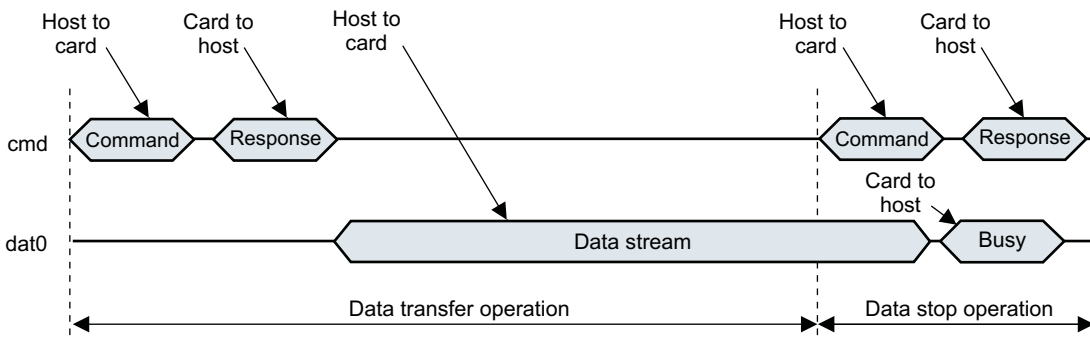 Host to
card
Card to
host
Host to
card
Host to
card
Card to
host
cmd
Command
Response
Command
Response
Card to
host
dat0
Data stream
Busy
Data transfer operation
Data stop operation